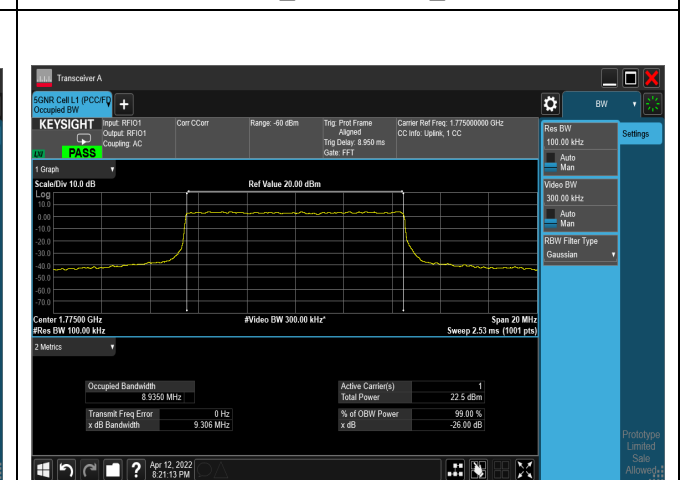 Transceiver A
5GNR Cell L1 (PCC/FD
Occupied BW
KEYSIGHT
PASS
Input: RFIO1
Output: RFIO1
Coupling: AC
Corr CCorr
Range: -60 dBm
Trig: Prot Frame
Aligned
Trig Delay: 8.950 ms
Gate: FFT
Carrier Ref Freq: 1.775000000 GHz
CC Info: Uplink, 1 CC
BW
Settings
Res BW
100.00 kHz
Auto
Man
Video BW
300.00 kHz
Auto
Man
RBW Filter Type
Gaussian
1 Graph
Scale/Div 10.0 dB
Ref Value 20.00 dBm
Log
10.0
0.00
-10.0
-20.0
-30.0
-40.0
-50.0
-60.0
-70.0
Center 1.77500 GHz
#Video BW 300.00 kHz*
Span 20 MHz
#Res BW 100.00 kHz
Sweep 2.53 ms (1001 pts)
2 Metrics
Occupied Bandwidth
8.9350 MHz
Transmit Freq Error 0 Hz
x dB Bandwidth 9.306 MHz
Active Carrier(s) 1
Total Power 22.5 dBm
% of OBW Power 99.00 %
x dB -26.00 dB
Prototype
Limited
Sale
Allowed
?
Apr 12, 2022
8:21:13 PM